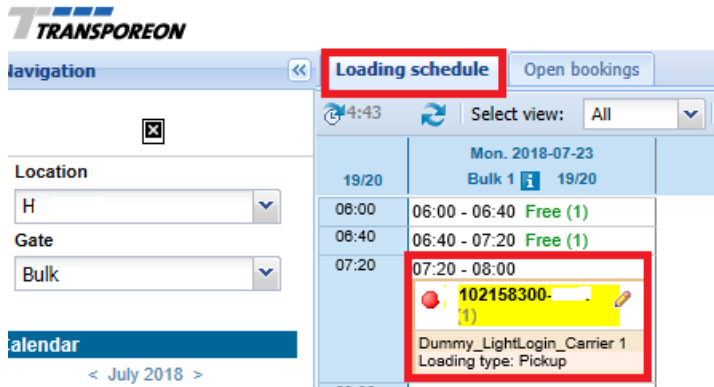 TRANSPOREON
Navigation
Location
H
Gate
Bulk
Calendar
< July 2018 >
Loading schedule
Open bookings
4:43
Select view:
All
Mon. 2018-07-23
19/20
Bulk 1 i 19/20
06:00
06:00 - 06:40 Free (1)
06:40
06:40 - 07:20 Free (1)
07:20
07:20 - 08:00
102158300-
(1)
Dummy_LightLogin_Carrier 1
Loading type: Pickup